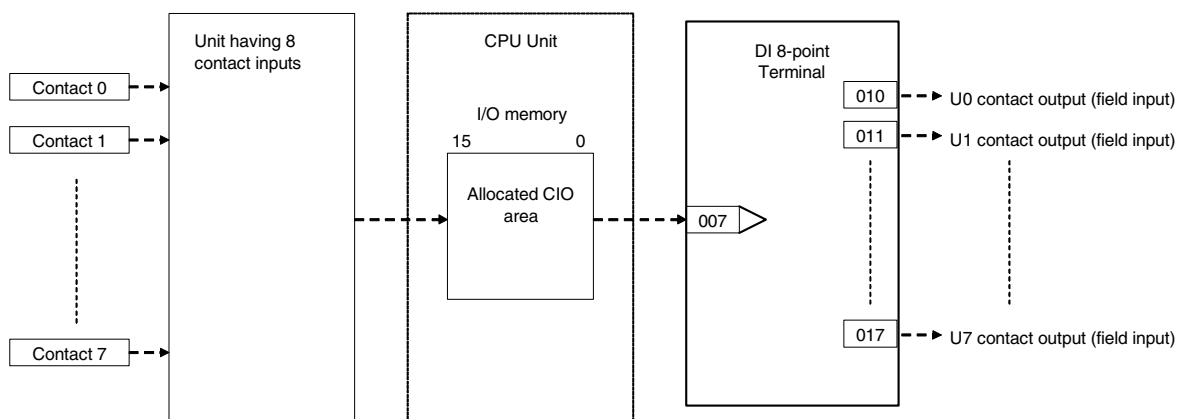 Unit having 8
contact inputs
CPU Unit
DI 8-point
Terminal
Contact 0
010
U0 contact output (field input)
Contact 1
I/O memory
011
U1 contact output (field input)
15
0
Allocated CIO
area
007
Contact 7
017
U7 contact output (field input)